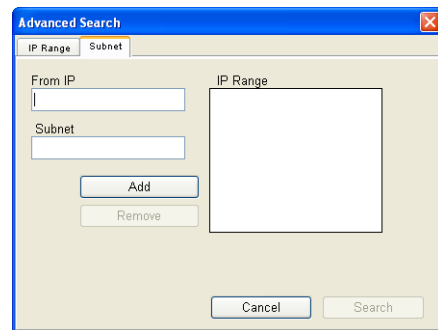 Advanced Search
IP Range Subnet
From IP
IP Range
Subnet
Add
Remove
Cancel Search